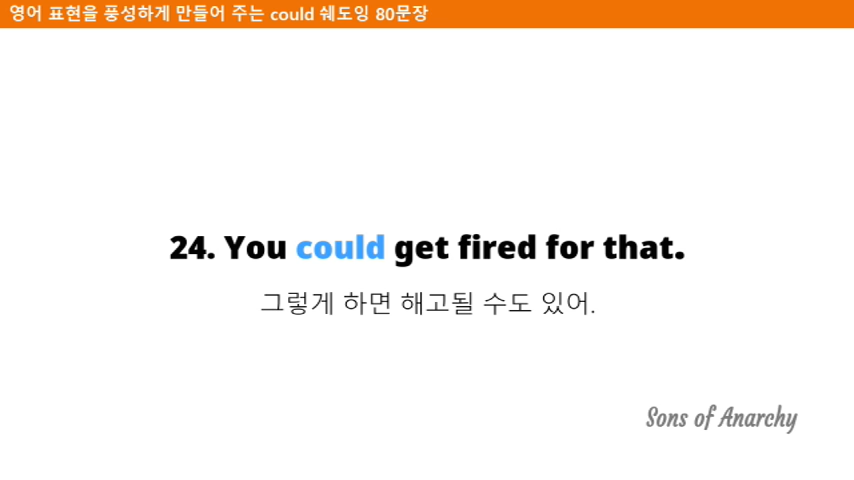 영어 표현을 풍성하게 만들어 주는 could 쉐도잉 80문장
24. You could get fired for that.
그렇게 하면 해고될 수도 있어.
Sons of Anarchy